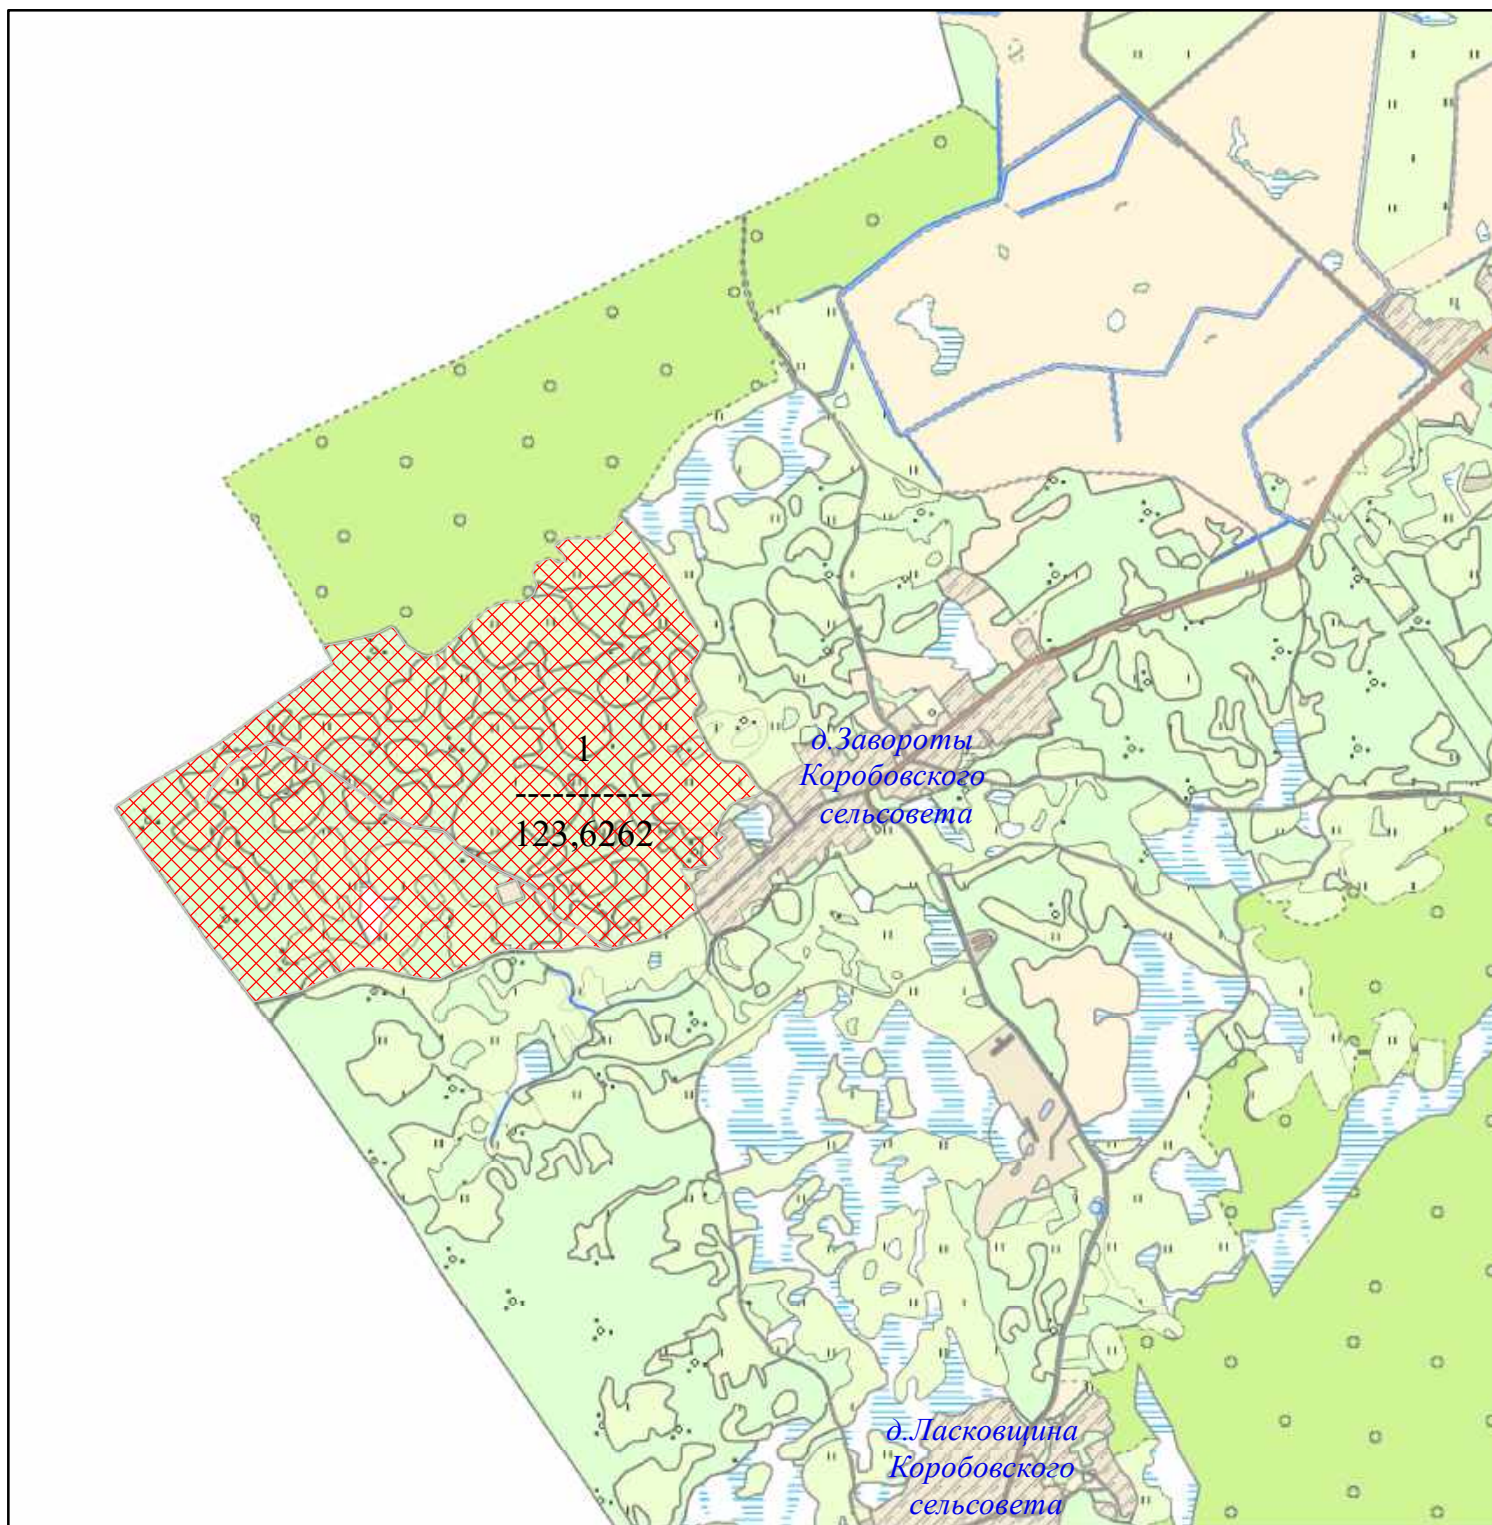 д.Завороты
Коробовского
сельсовета
1
-----------
123,6262
д.Ласковщина
Коробовского
сельсовета